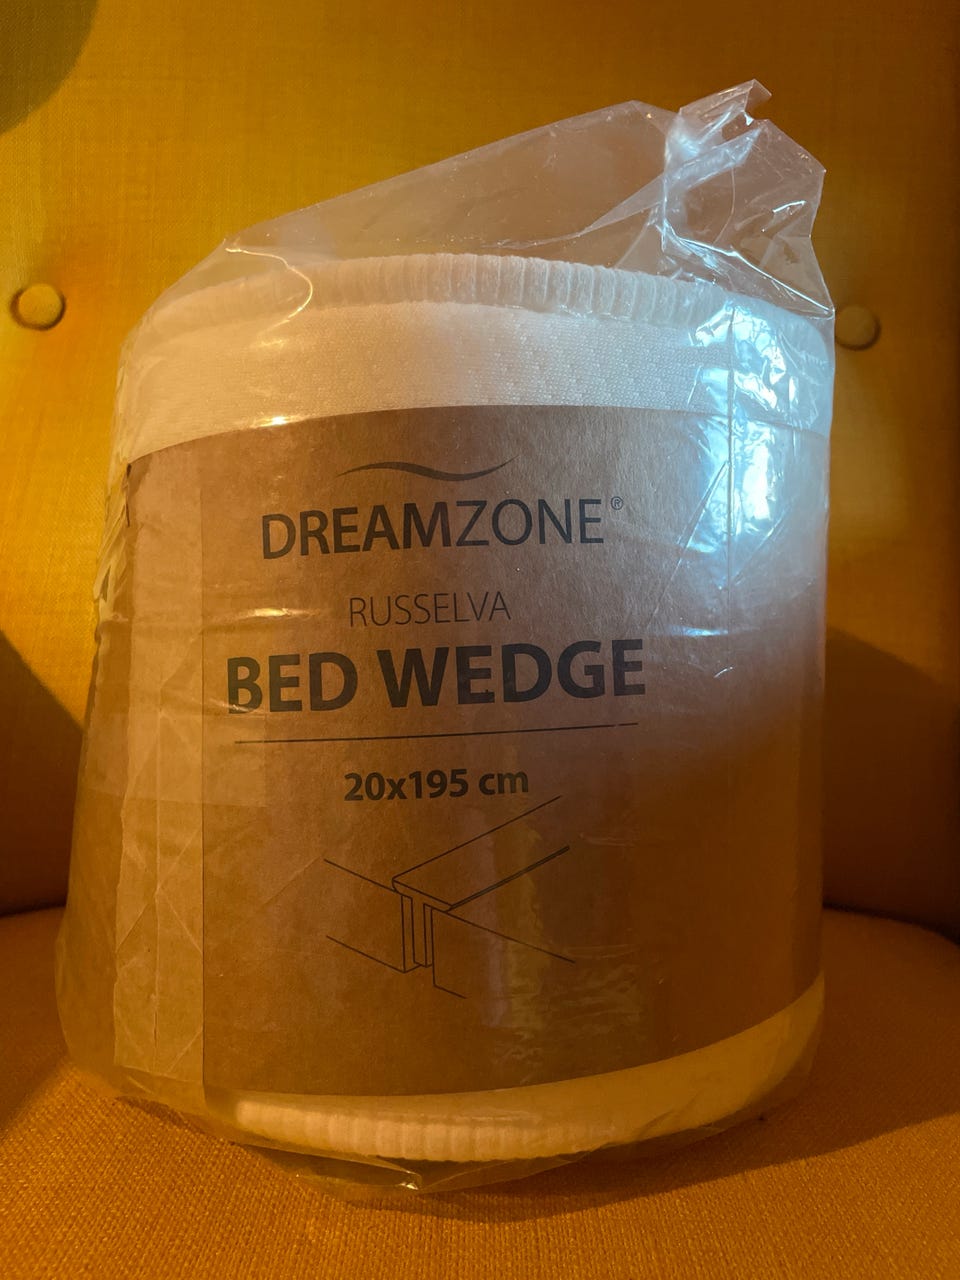 DREAMZONE®
RUSSELVA
BED WEDGE
20x195 cm